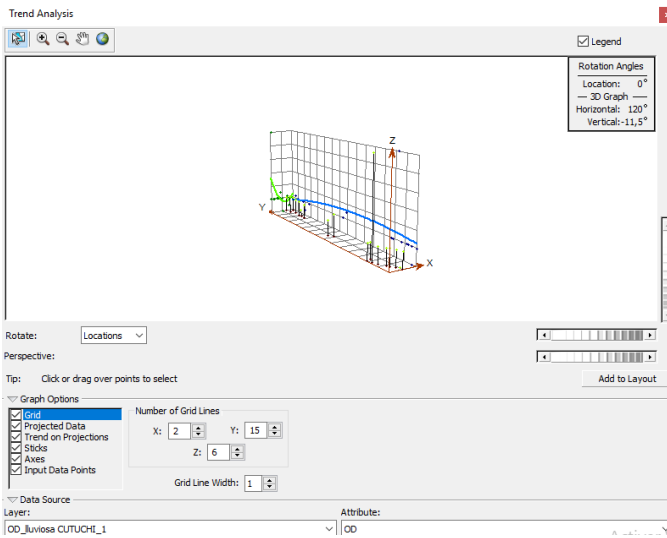 Trend Analysis
Legend
Rotation Angles
Location: 0°
3D Graph
Horizontal: 120°
Vertical:-11,5°
Z
Y
X
Rotate: Locations
Perspective:
Tip: Click or drag over points to select
Add to Layout
Graph Options
Grid
Projected Data
Trend on Projections
Sticks
Axes
Input Data Points
Number of Grid Lines
X: 2 Y: 15
Z: 6
Grid Line Width: 1
Data Source
Layer: Attribute:
OD_lluviosa CUTUCHI_1 OD